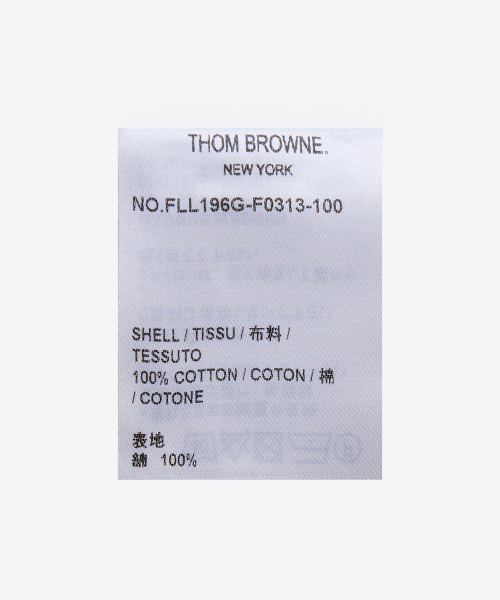 THOM BROWNE.
NEW YORK
NO.FLL196G-F0313-100
SHELL / TISSU / 布料 /
TESSUTO
100% COTTON / COTON / 棉
/ COTONE
表地
綿 100%